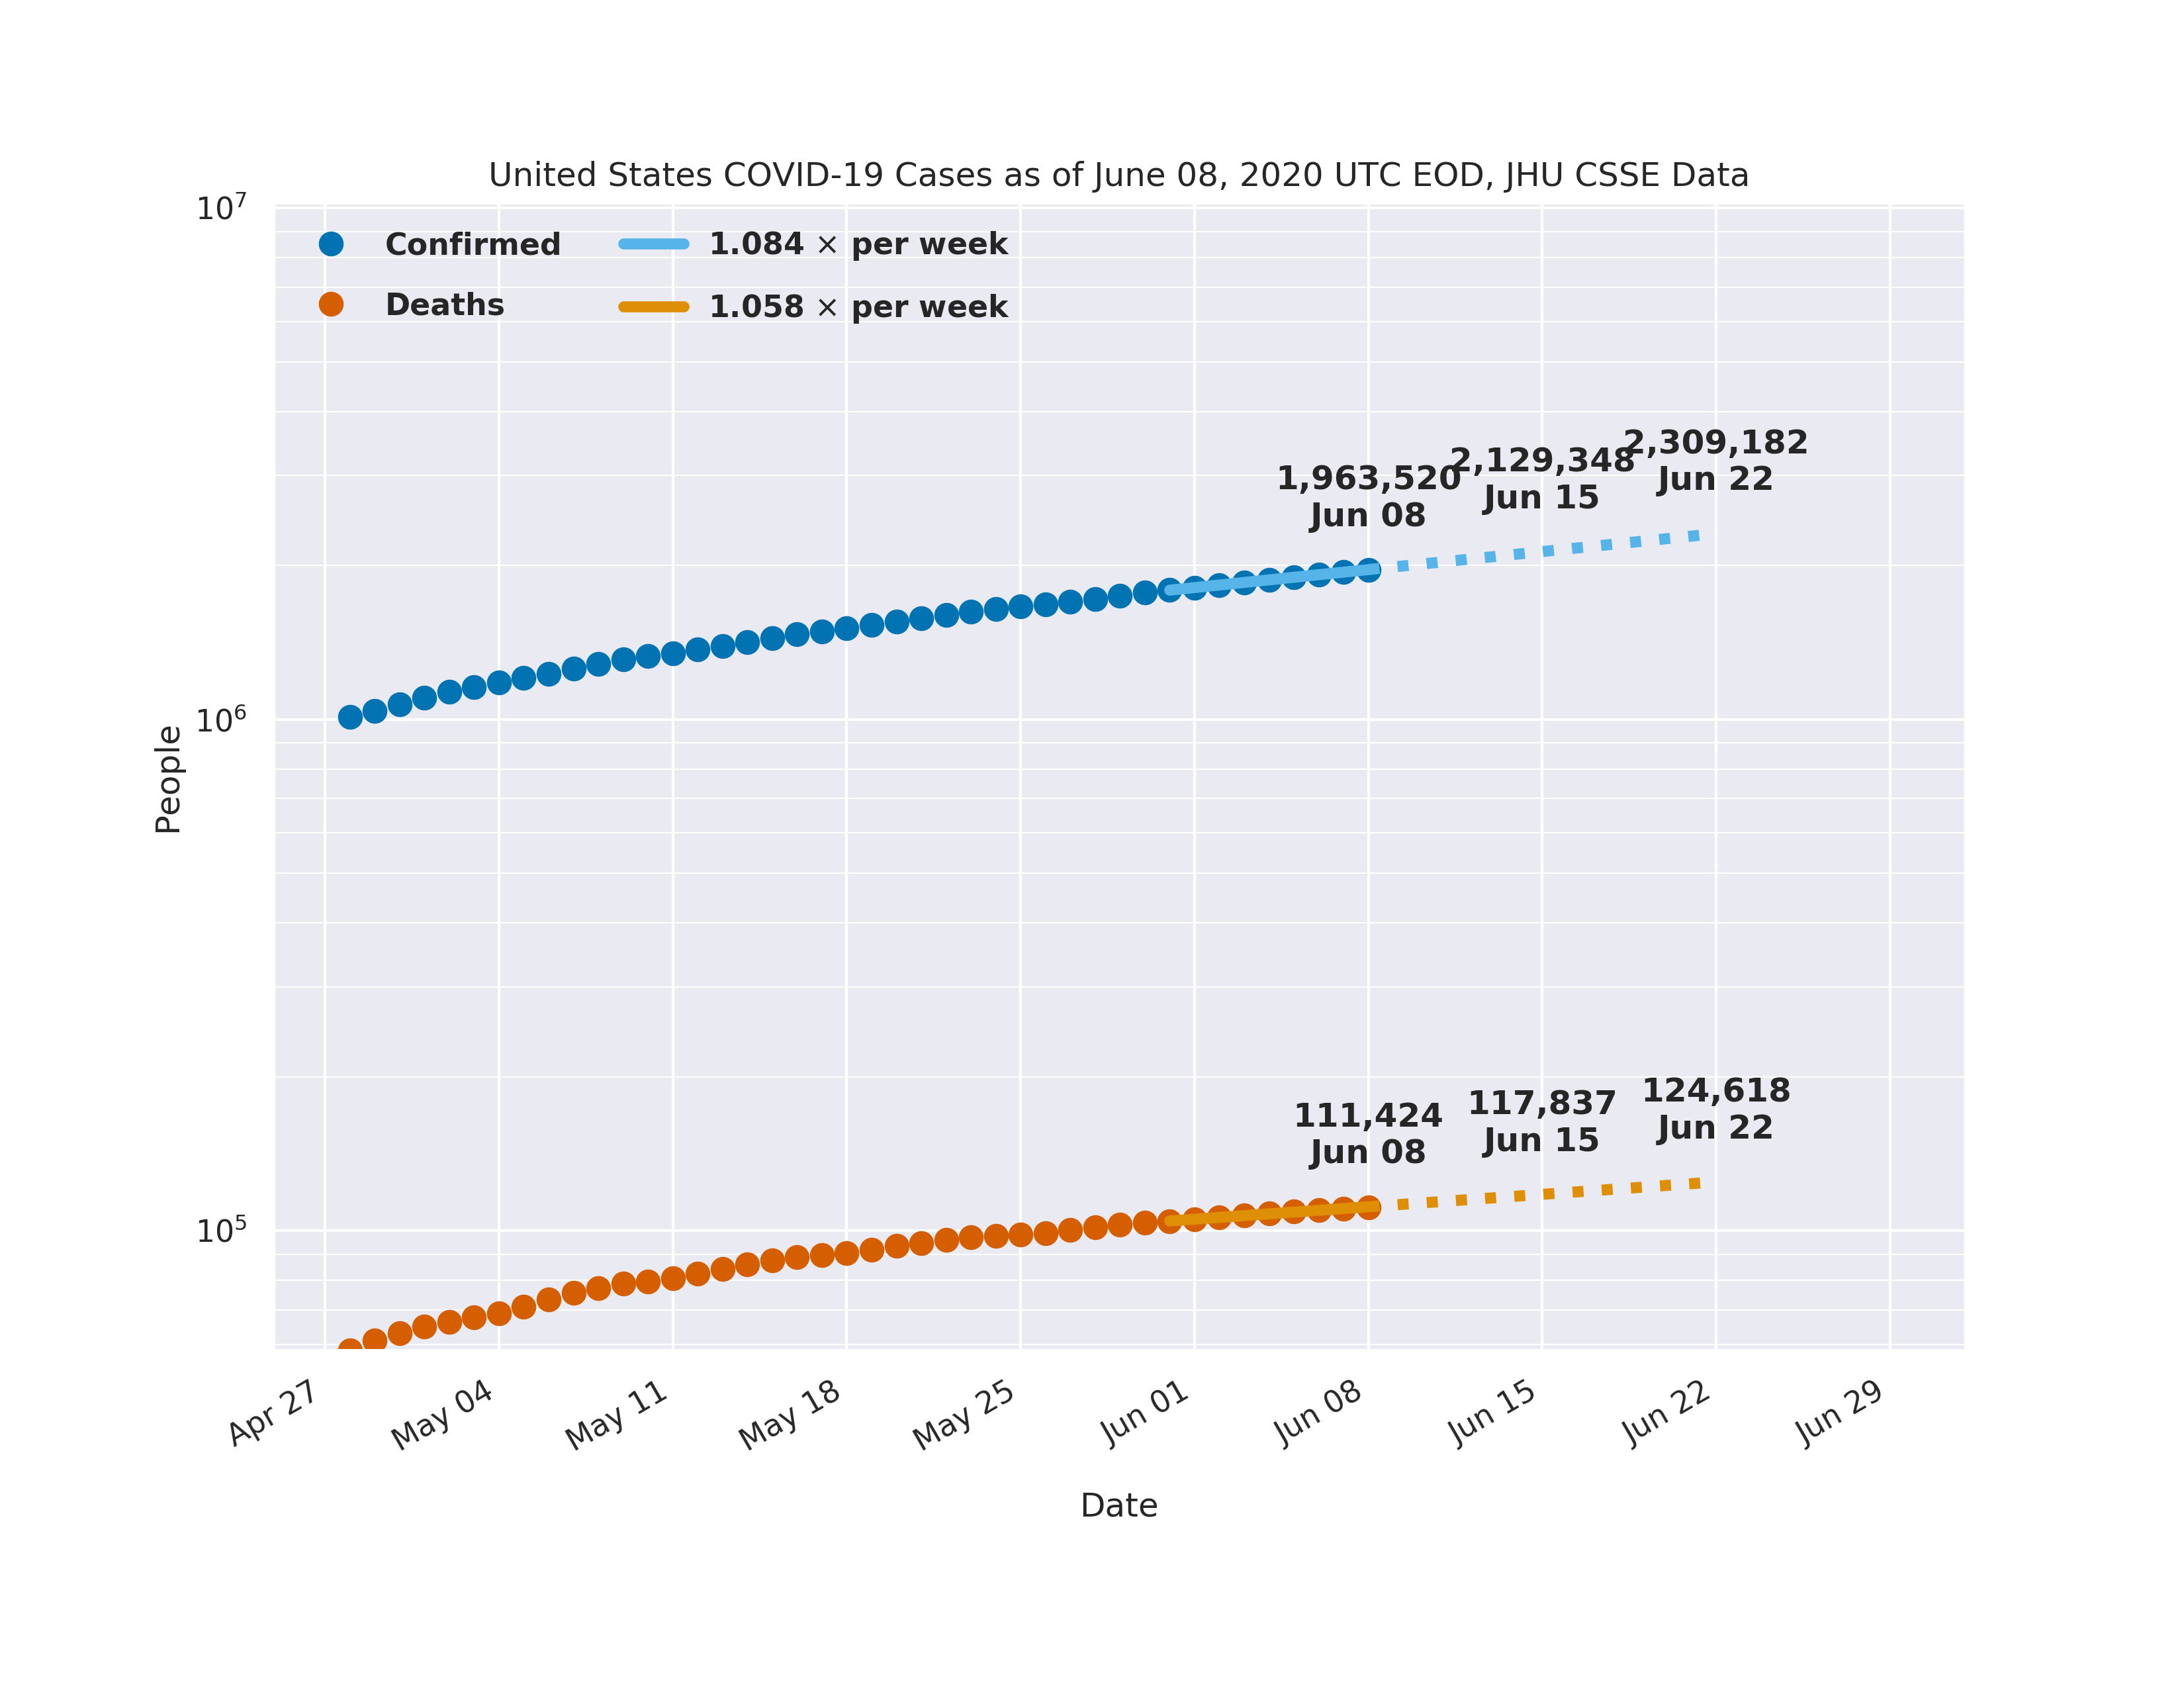 United States COVID-19 Cases as of June 08, 2020 UTC EOD, JHU CSSE Data
10⁷
Confirmed
Deaths
1.084 × per week
1.058 × per week
1,963,520
Jun 08
2,129,348
Jun 15
2,309,182
Jun 22
10⁶
People
111,424
Jun 08
117,837
Jun 15
124,618
Jun 22
10⁵
Apr 27
May 04
May 11
May 18
May 25
Jun 01
Jun 08
Jun 15
Jun 22
Jun 29
Date